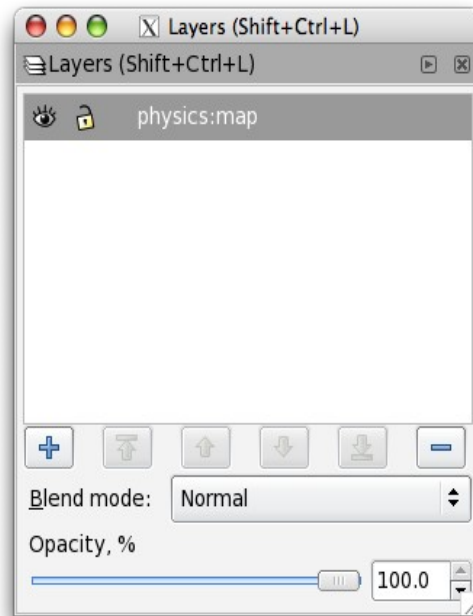 X Layers (Shift+Ctrl+L)
Layers (Shift+Ctrl+L)
physics:map
Blend mode: Normal
Opacity, %
100.0